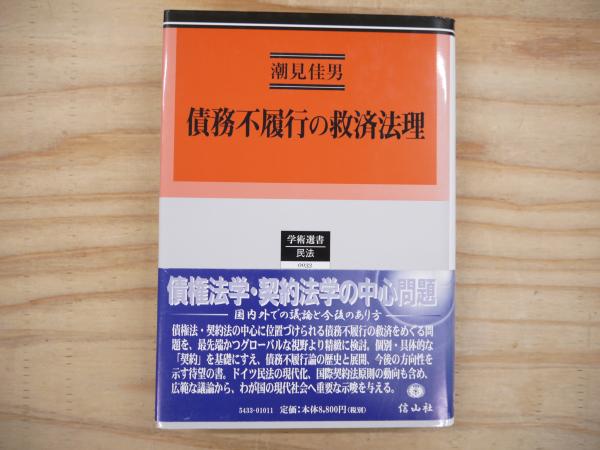 潮見佳男
債務不履行の救済法理
学術選書
民法
0033
債権法学・契約法学の中心問題
国内外での議論と今後のあり方
債権法・契約法の中心に位置づけられる債務不履行の救済をめぐる問
題を、最先端かつグローバルな視野より精緻に検討。個別・具体的な
「契約」を基礎にすえ、債務不履行論の歴史と展開、今後の方向性を
示す待望の書。ドイツ民法の現代化、国際契約法原則の動向も含め、
広範な議論から、わが国の現代社会へ重要な示唆を与える。
5433-01011 定価:本体8,800円(税別)
信山社